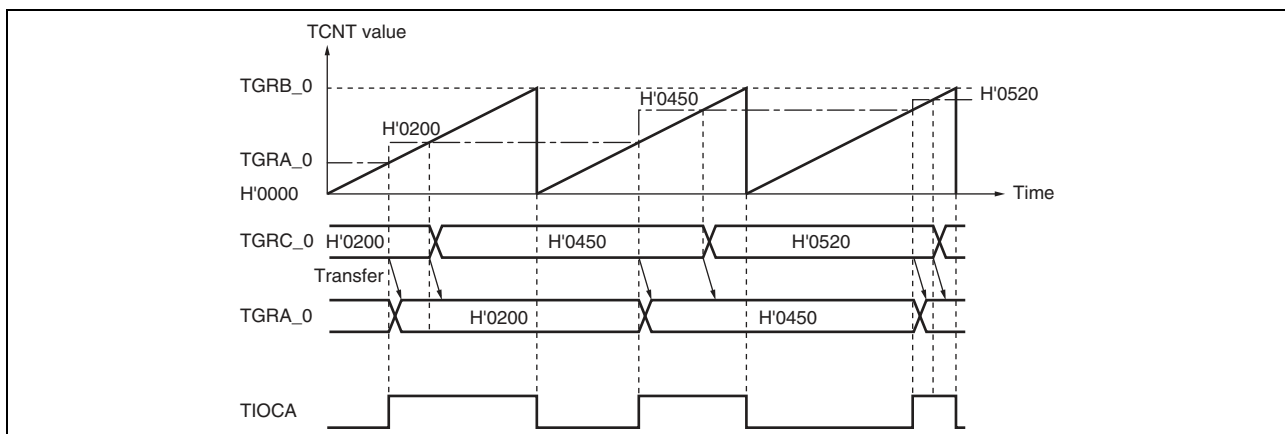 TCNT value
TGRB_0
H'0520
H'0450
H'0200
TGRA_0
H'0000
Time
TGRC_0 H'0200 H'0450 H'0520
Transfer
TGRA_0 H'0200 H'0450
TIOCA